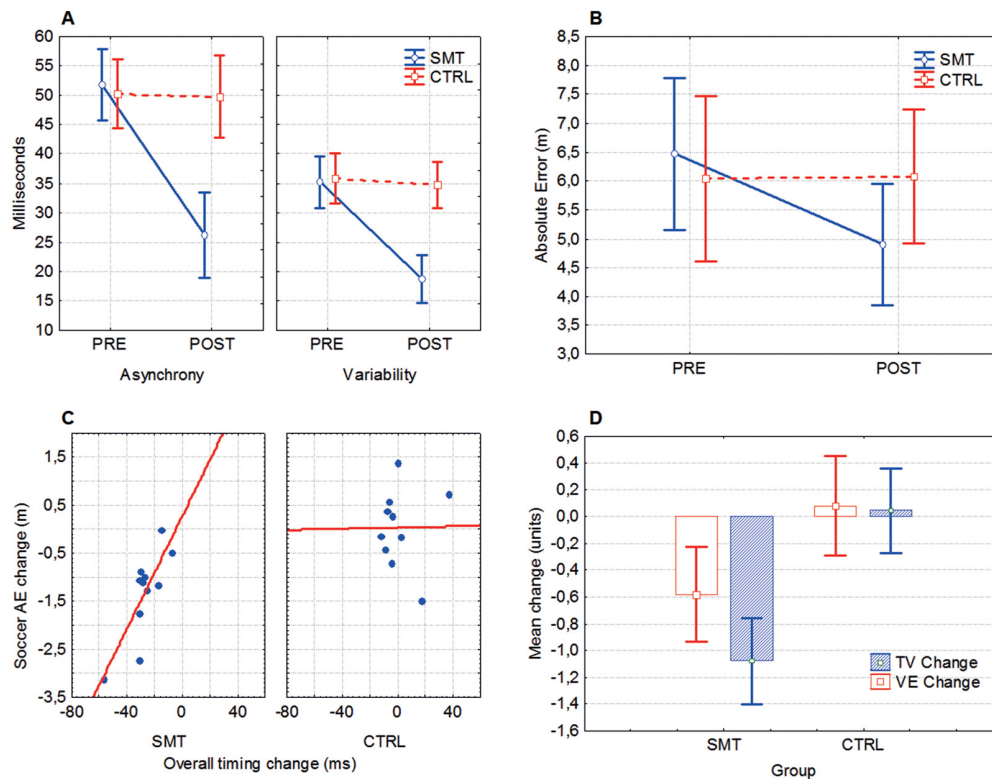 A
60
55
50
45
40
35
30
25
20
15
10
Milliseconds
SMT
CTRL
PRE POST PRE POST
Asynchrony Variability
B
8,5
8,0
7,5
7,0
6,5
6,0
5,5
5,0
4,5
4,0
3,5
3,0
Absolute Error (m)
SMT
CTRL
PRE POST
C
1,5
0,5
-0,5
-1,5
-2,5
-3,5
Soccer AE change (m)
-80 -40 0 40 -80 -40 0 40
SMT CTRL
Overall timing change (ms)
D
0,6
0,4
0,2
0,0
-0,2
-0,4
-0,6
-0,8
-1,0
-1,2
-1,4
-1,6
Mean change (units)
TV Change
VE Change
SMT CTRL
Group